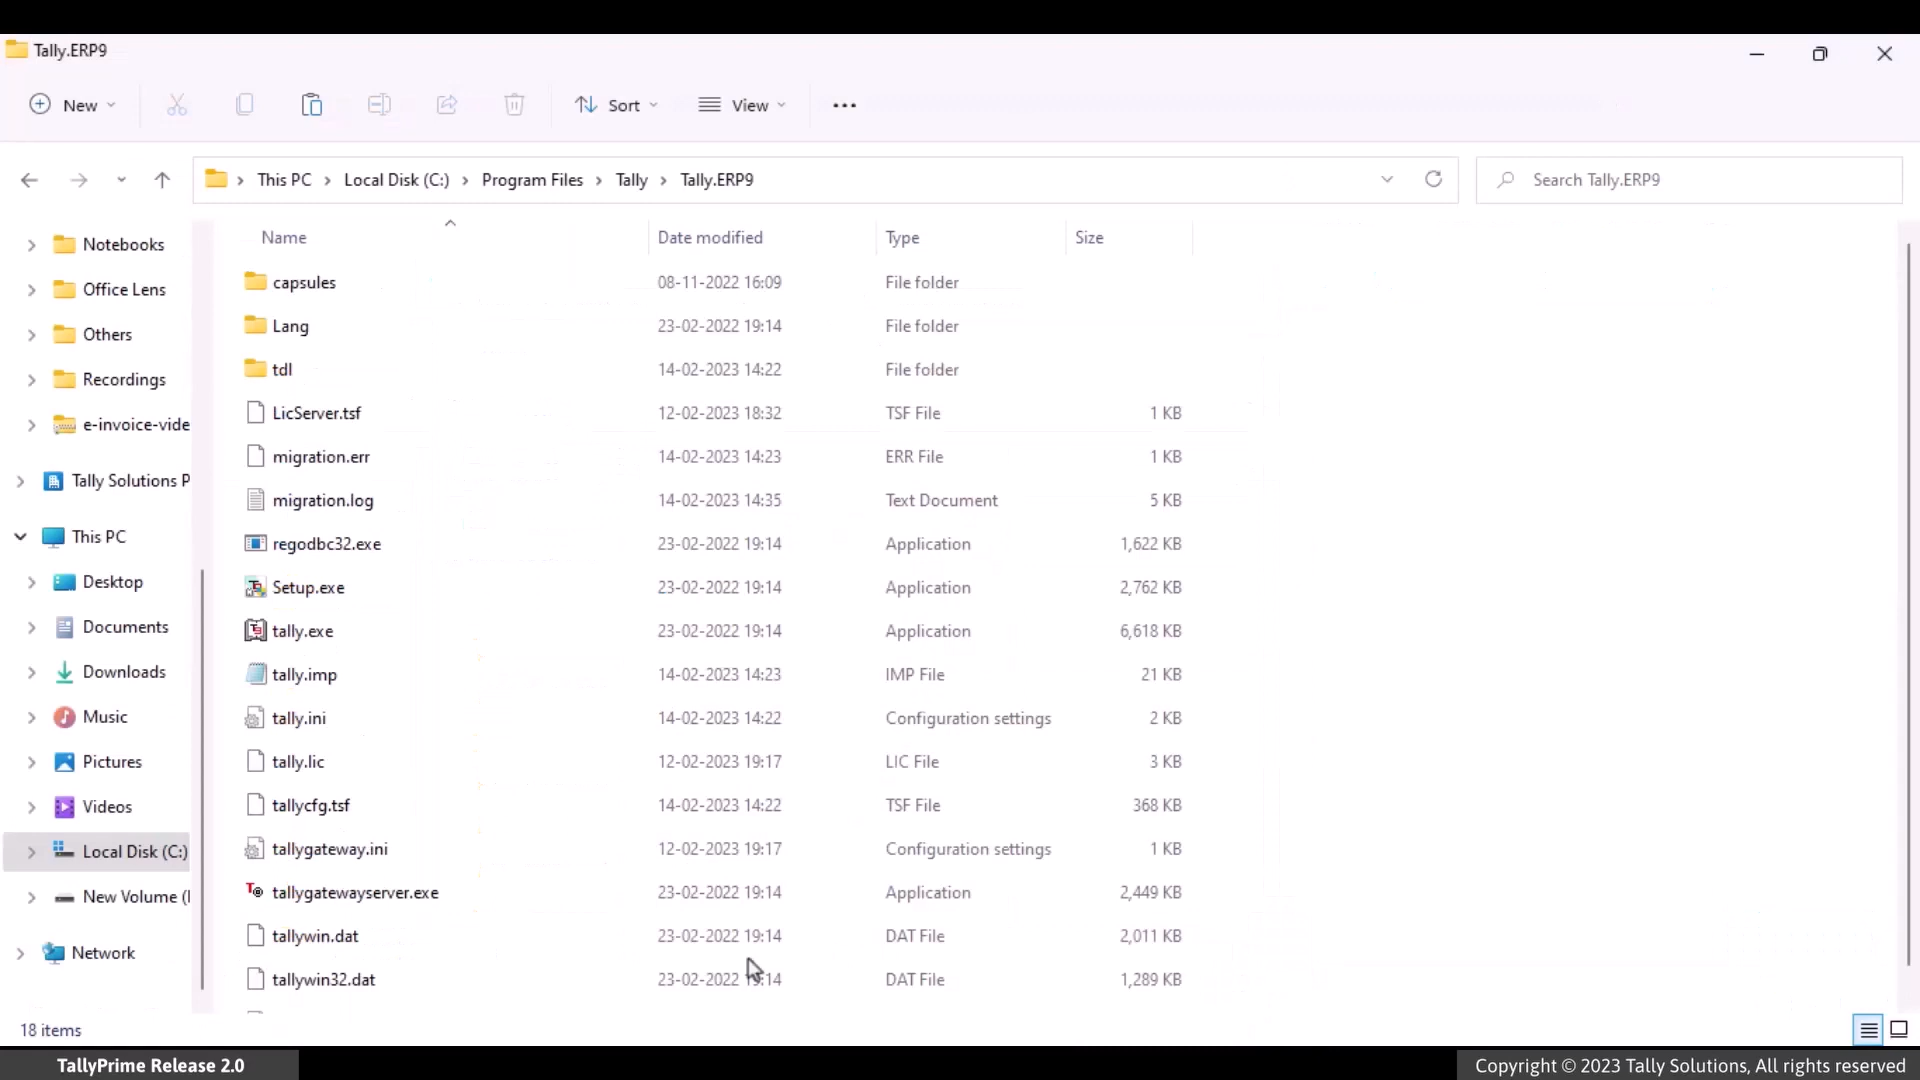 Tally.ERP9
New Sort View
This PC Local Disk (C:) Program Files Tally Tally.ERP9 Search Tally.ERP9
Name Date modified Type Size
Notebooks
Office Lens
Others
Recordings
e-invoice-vide
Tally Solutions P
This PC
Desktop
Documents
Downloads
Music
Pictures
Videos
Local Disk (C:)
New Volume (
Network
capsules 08-11-2022 16:09 File folder
Lang 23-02-2022 19:14 File folder
tdl 14-02-2023 14:22 File folder
LicServer.tsf 12-02-2023 18:32 TSF File 1 KB
migration.err 14-02-2023 14:23 ERR File 1 KB
migration.log 14-02-2023 14:35 Text Document 5 KB
regodbc32.exe 23-02-2022 19:14 Application 1,622 KB
Setup.exe 23-02-2022 19:14 Application 2,762 KB
tally.exe 23-02-2022 19:14 Application 6,618 KB
tally.imp 14-02-2023 14:23 IMP File 21 KB
tally.ini 14-02-2023 14:22 Configuration settings 2 KB
tally.lic 12-02-2023 19:17 LIC File 3 KB
tallycfg.tsf 14-02-2023 14:22 TSF File 368 KB
tallygateway.ini 12-02-2023 19:17 Configuration settings 1 KB
tallygatewayserver.exe 23-02-2022 19:14 Application 2,449 KB
tallywin.dat 23-02-2022 19:14 DAT File 2,011 KB
tallywin32.dat 23-02-2022 19:14 DAT File 1,289 KB
18 items
TallyPrime Release 2.0
Copyright © 2023 Tally Solutions, All rights reserved